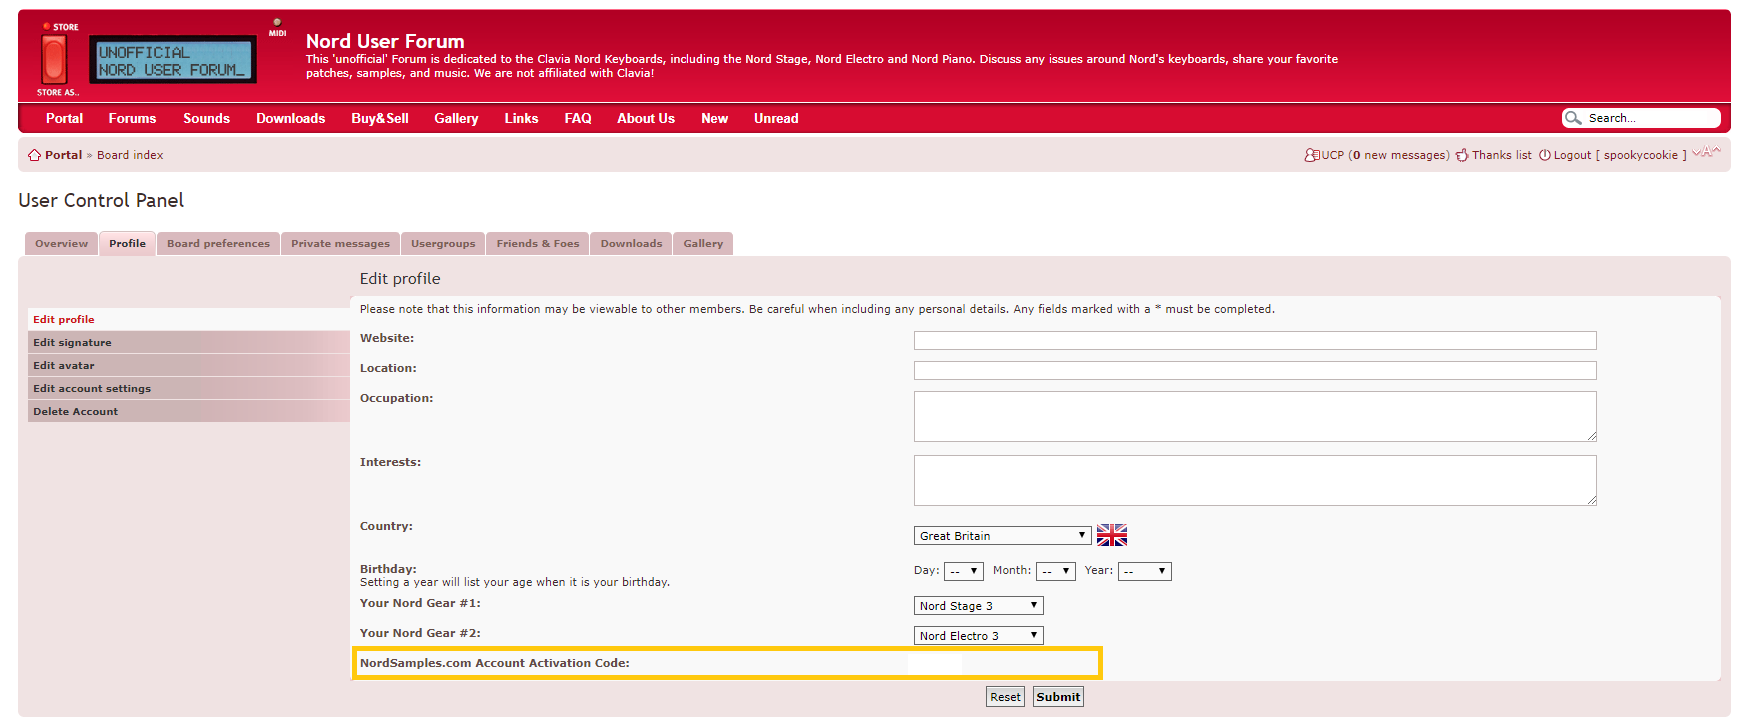 STORE
MIDI
UNOFFICIAL
NORD USER FORUM_
STORE AS..
Nord User Forum
This 'unofficial' Forum is dedicated to the Clavia Nord Keyboards, including the Nord Stage, Nord Electro and Nord Piano. Discuss any issues around Nord's keyboards, share your favorite
patches, samples, and music. We are not affiliated with Clavia!
Portal Forums Sounds Downloads Buy&Sell Gallery Links FAQ About Us New Unread Search...
Portal » Board index UCP (0 new messages) Thanks list Logout [ spookycookie ] A
User Control Panel
Overview Profile Board preferences Private messages Usergroups Friends & Foes Downloads Gallery
Edit profile
Please note that this information may be viewable to other members. Be careful when including any personal details. Any fields marked with a * must be completed.
Edit profile
Edit signature
Edit avatar
Edit account settings
Delete Account
Website:
Location:
Occupation:
Interests:
Country: Great Britain
Birthday: Day: -- Month: -- Year: --
Setting a year will list your age when it is your birthday.
Your Nord Gear #1: Nord Stage 3
Your Nord Gear #2: Nord Electro 3
NordSamples.com Account Activation Code:
Reset Submit